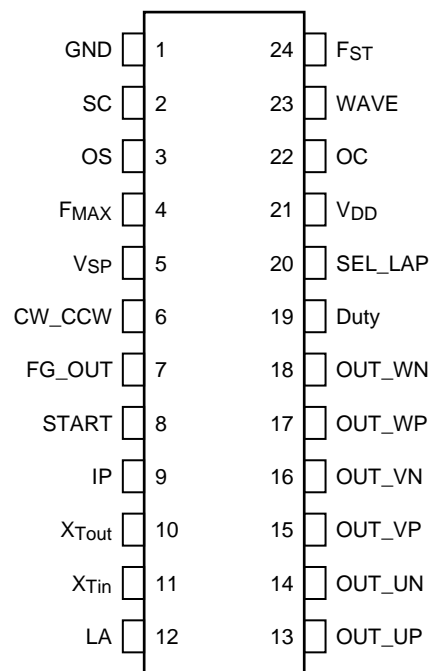 GND 1 24 FST
SC 2 23 WAVE
OS 3 22 OC
FMAX 4 21 VDD
VSP 5 20 SEL_LAP
CW_CCW 6 19 Duty
FG_OUT 7 18 OUT_WN
START 8 17 OUT_WP
IP 9 16 OUT_VN
XTout 10 15 OUT_VP
XTin 11 14 OUT_UN
LA 12 13 OUT_UP